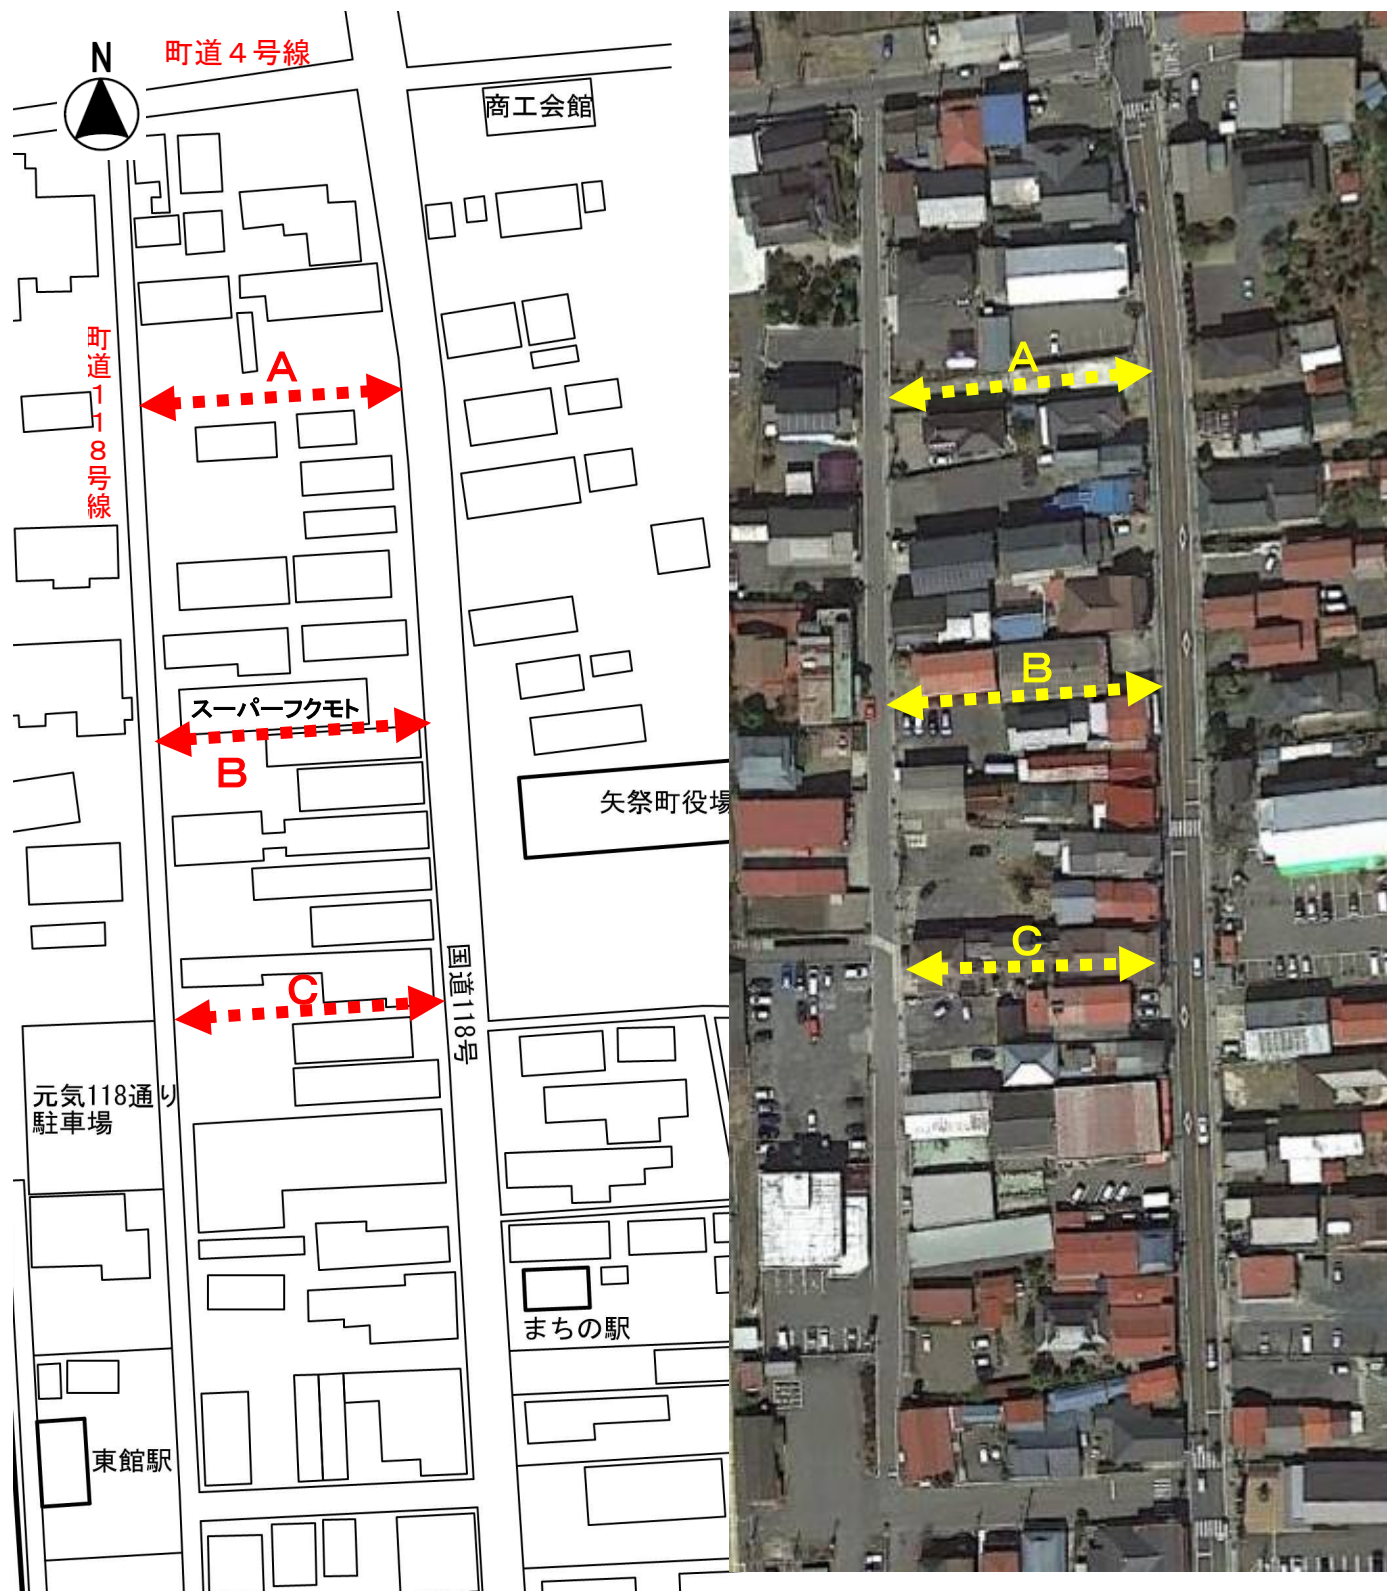 N
町道４号線
商工会館
町道118号線
A
スーパーフクモト
B
矢祭町役場
C
国道118号
元気118通り
駐車場
まちの駅
東館駅
A
B
C